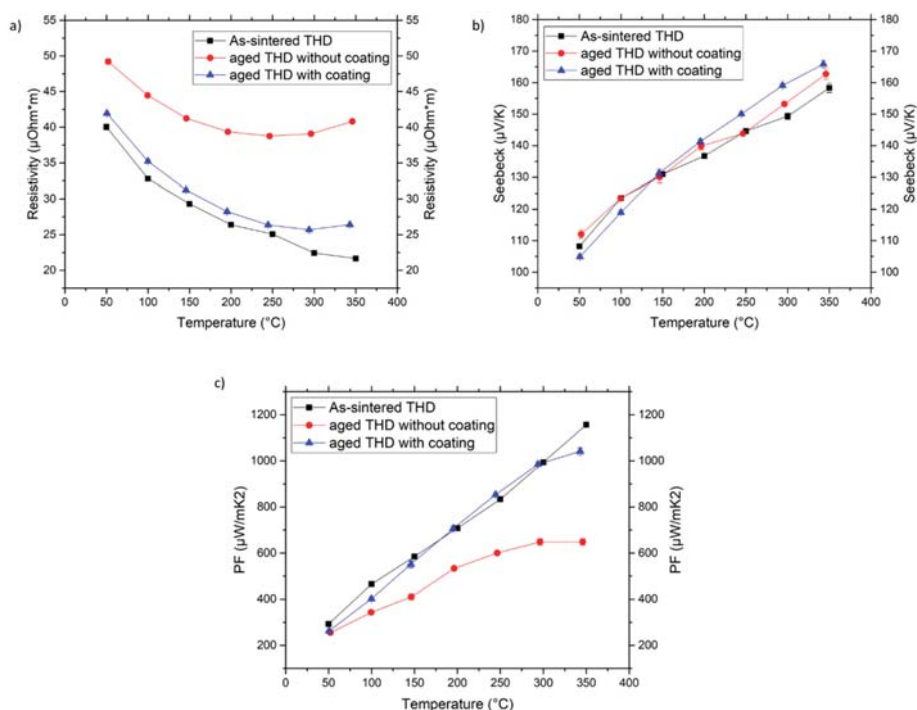 a)
As-sintered THD
aged THD without coating
aged THD with coating
Resistivity (µOhm*m)
55
50
45
40
35
30
25
20
55
50
45
40
35
30
25
20
Resistivity (µOhm*m)
0 50 100 150 200 250 300 350 400
Temperature (°C)
b)
As-sintered THD
aged THD without coating
aged THD with coating
Seebeck (µV/K)
180
170
160
150
140
130
120
110
100
180
170
160
150
140
130
120
110
100
Seebeck (µV/K)
0 50 100 150 200 250 300 350 400
Temperature (°C)
c)
As-sintered THD
aged THD without coating
aged THD with coating
PF (µW/mK2)
1200
1000
800
600
400
200
1200
1000
800
600
400
200
PF (µW/mK2)
0 50 100 150 200 250 300 350 400
Temperature (°C)